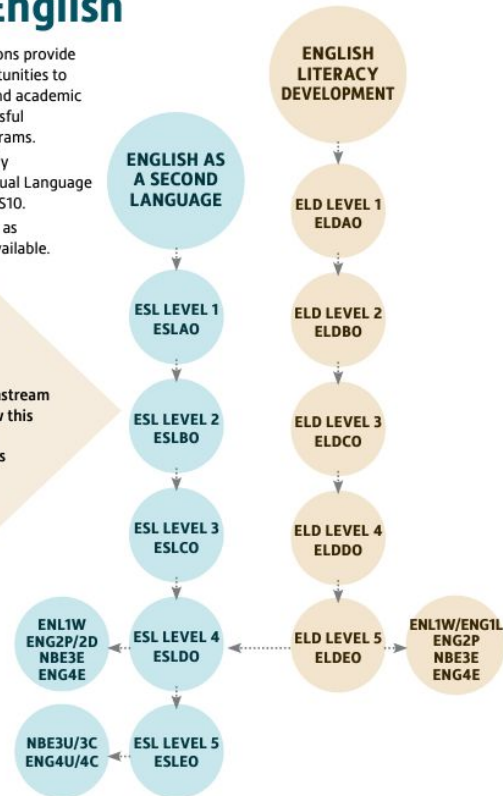 English
ons provide
tunities to
nd academic
sful
rams.
y
ual Language
S10.
as
ailable.
nstream
v this
s
ENGLISH
LITERACY
DEVELOPMENT
ENGLISH AS
A SECOND
LANGUAGE
ELD LEVEL 1
ELDAO
ESL LEVEL 1
ESLAO
ELD LEVEL 2
ELDBO
ESL LEVEL 2
ESLBO
ELD LEVEL 3
ELDCO
ESL LEVEL 3
ESLCO
ELD LEVEL 4
ELDDO
ENL1W
ENG2P/2D
NBE3E
ENG4E
ESL LEVEL 4
ESLDO
ELD LEVEL 5
ELDEO
ENL1W/ENG1L
ENG2P
NBE3E
ENG4E
NBE3U/3C
ENG4U/4C
ESL LEVEL 5
ESLEO